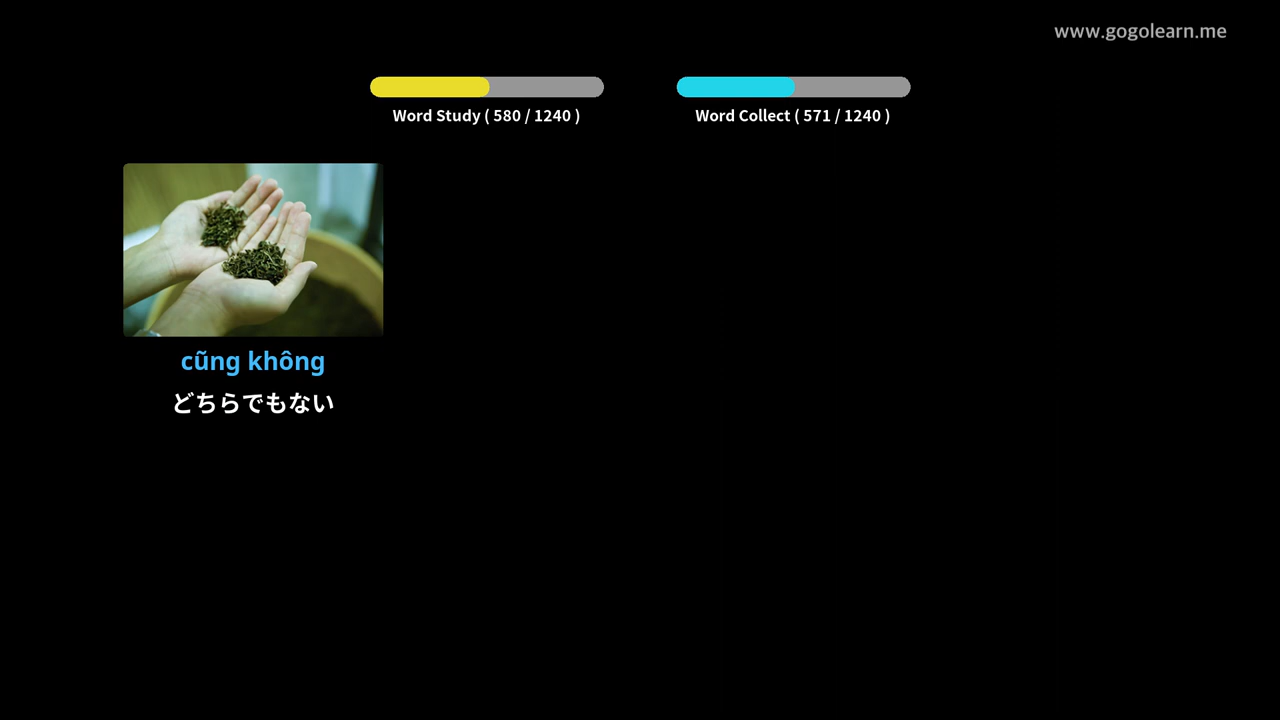 www.gogolearn.me
Word Study ( 580 / 1240 )
Word Collect ( 571 / 1240 )
cũng không
どちらでもない